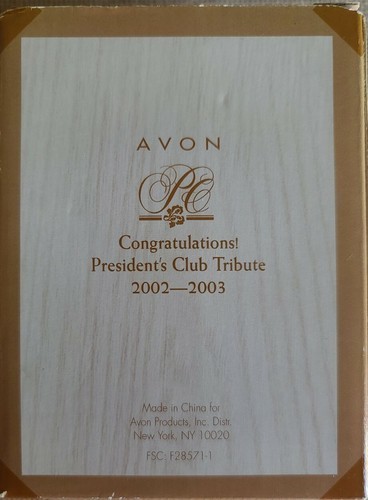 AVON
PC
Congratulations!
President's Club Tribute
2002—2003
Made in China for
Avon Products, Inc. Distr.
New York, NY 10020
FSC: F28571-1